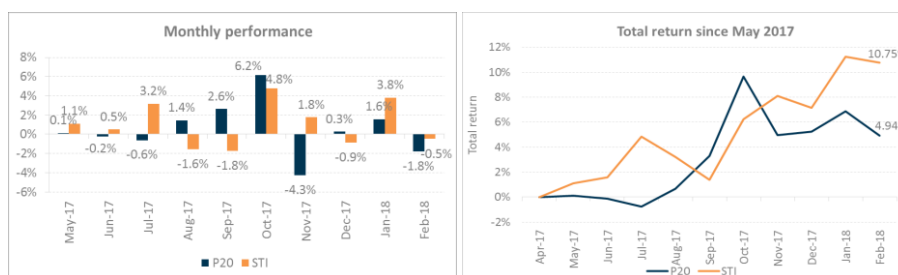 Monthly performance
8%
6%
4%
2%
0%
-2%
-4%
-6%
0.1%
1.1%
-0.2%
0.5%
-0.6%
3.2%
1.4%
-1.6%
2.6%
-1.8%
6.2%
4.8%
-4.3%
1.8%
0.3%
-0.9%
1.6%
3.8%
-1.8%
-0.5%
May-17
Jun-17
Jul-17
Aug-17
Sep-17
Oct-17
Nov-17
Dec-17
Jan-18
Feb-18
P20 STI
Total return since May 2017
Total return
12%
10%
8%
6%
4%
2%
0%
-2%
10.75
4.94
Apr-17
May-17
Jun-17
Jul-17
Aug-17
Sep-17
Oct-17
Nov-17
Dec-17
Jan-18
Feb-18
P20 STI